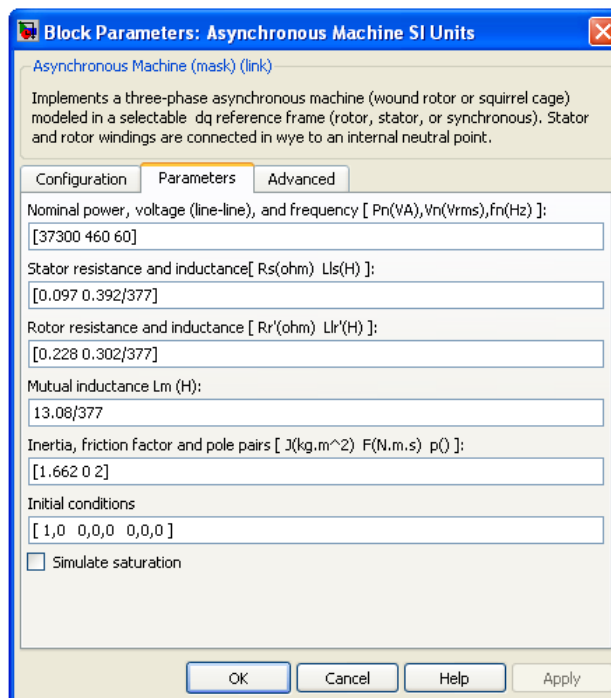 Block Parameters: Asynchronous Machine SI Units
Asynchronous Machine (mask) (link)
Implements a three-phase asynchronous machine (wound rotor or squirrel cage)
modeled in a selectable dq reference frame (rotor, stator, or synchronous). Stator
and rotor windings are connected in wye to an internal neutral point.
Configuration Parameters Advanced
Nominal power, voltage (line-line), and frequency [ Pn(VA),Vn(Vrms),fn(Hz) ]:
[37300 460 60]
Stator resistance and inductance[ Rs(ohm) Lls(H) ]:
[0.097 0.392/377]
Rotor resistance and inductance [ Rr'(ohm) Llr'(H) ]:
[0.228 0.302/377]
Mutual inductance Lm (H):
13.08/377
Inertia, friction factor and pole pairs [ J(kg.m^2) F(N.m.s) p() ]:
[1.662 0 2]
Initial conditions
[ 1,0 0,0,0 0,0,0 ]
Simulate saturation
OK Cancel Help Apply